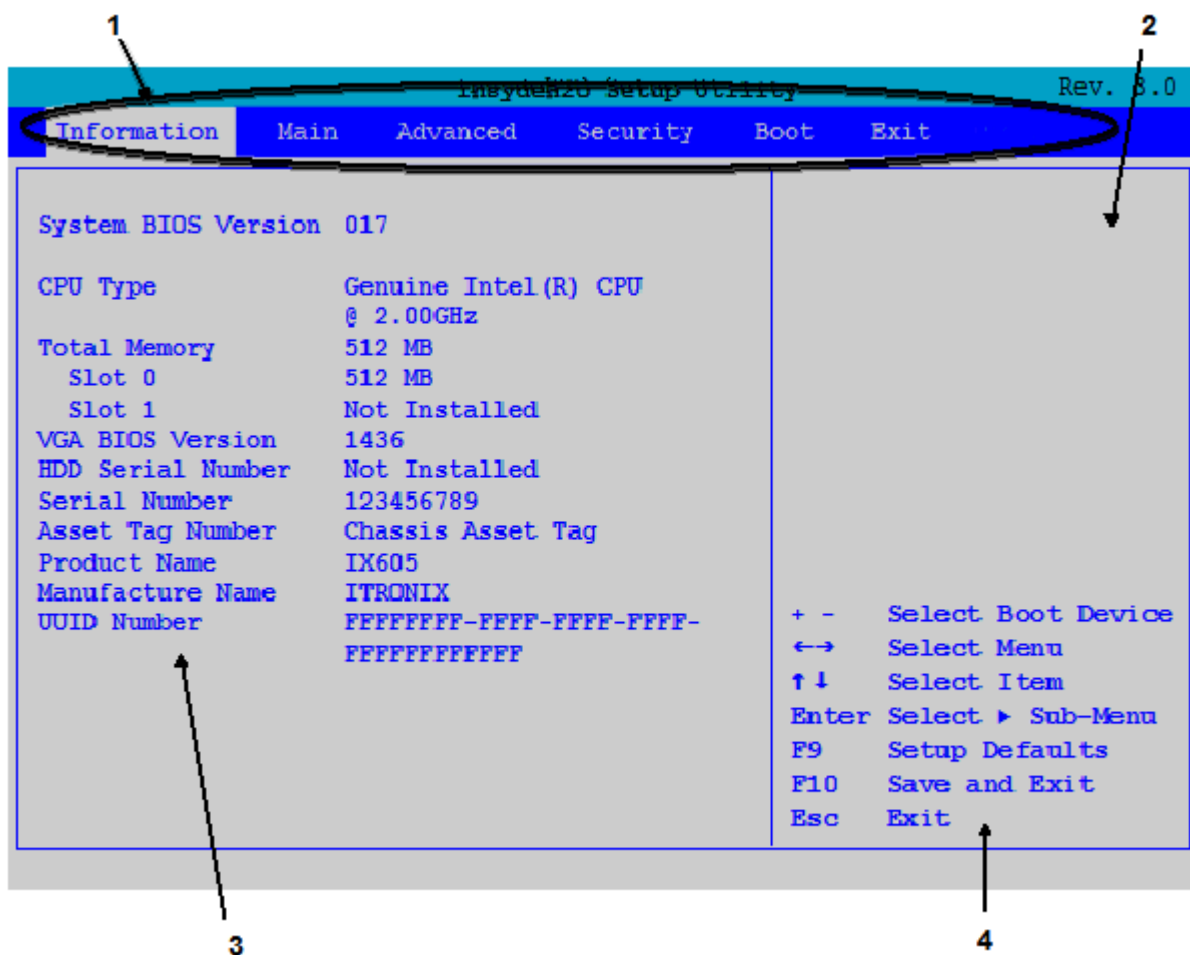 1
2
InsydeH2O Setup Utility Rev. 3.0
Information Main Advanced Security Boot Exit
System BIOS Version 017
CPU Type Genuine Intel(R) CPU
@ 2.00GHz
Total Memory 512 MB
Slot 0 512 MB
Slot 1 Not Installed
VGA BIOS Version 1436
HDD Serial Number Not Installed
Serial Number 123456789
Asset Tag Number Chassis Asset Tag
Product Name IX605
Manufacture Name ITRONIX
UUID Number FFFFFFFF-FFFF-FFFF-FFFF-
FFFFFFFFFFFF
+ - Select Boot Device
←→ Select Menu
↑↓ Select Item
Enter Select ▶ Sub-Menu
F9 Setup Defaults
F10 Save and Exit
Esc Exit
3
4